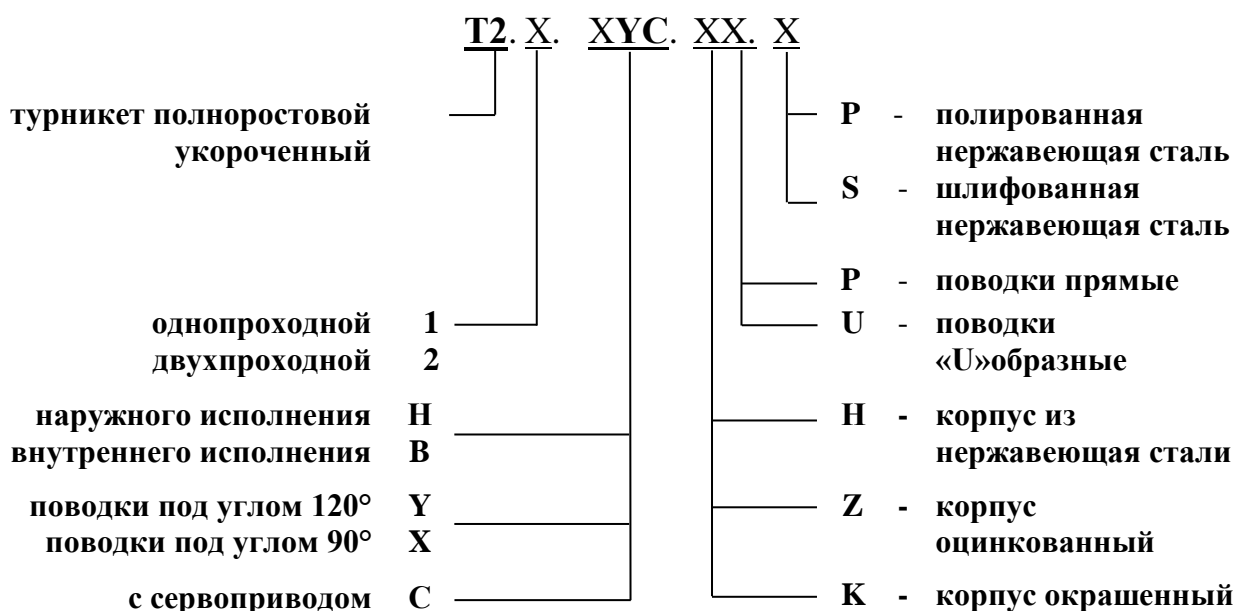 T2. X. XYC. XX. X
турникет полноростовой
укороченный
однопроходной 1
двухпроходной 2
наружного исполнения Н
внутреннего исполнения В
поводки под углом 120° Y
поводки под углом 90° X
с сервоприводом С
P - полированная
нержавеющая сталь
S - шлифованная
нержавеющая сталь
P - поводки прямые
U - поводки
«U»образные
H - корпус из
нержавеющая стали
Z - корпус
оцинкованный
K - корпус окрашенный